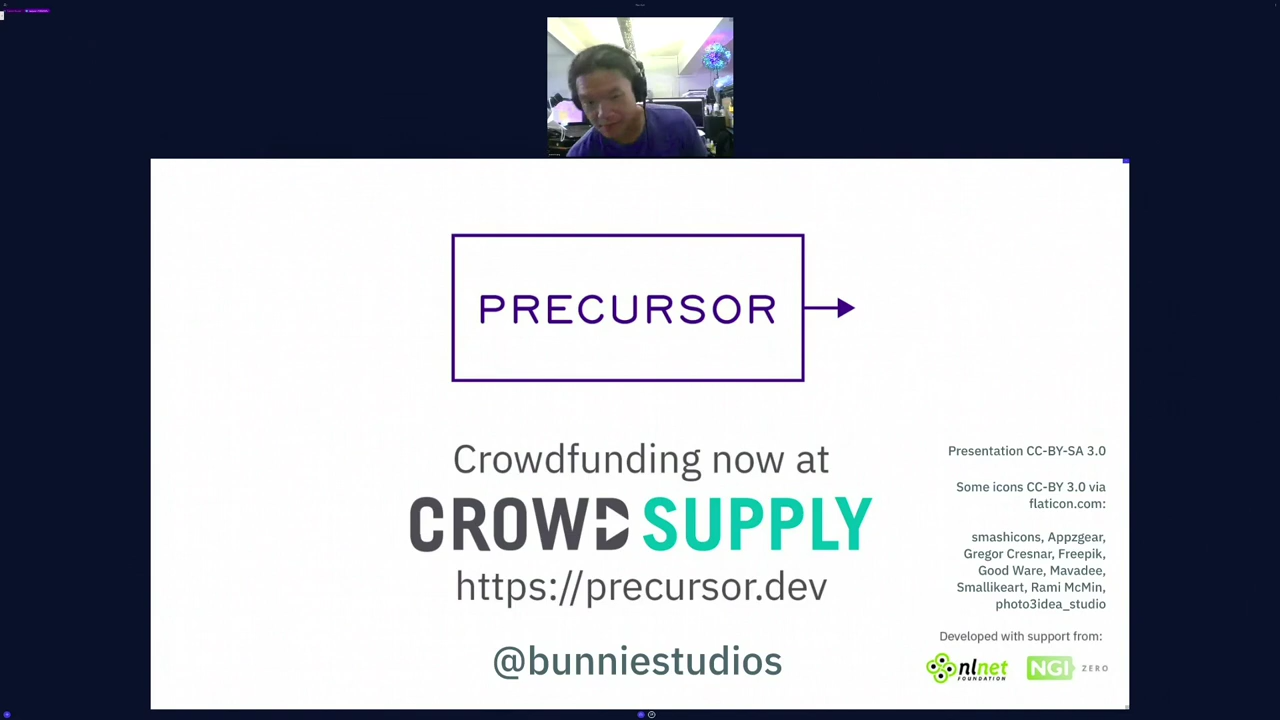 PRECURSOR
Crowdfunding now at
CROWD SUPPLY
https://precursor.dev
@bunniestudios
Presentation CC-BY-SA 3.0
Some icons CC-BY 3.0 via
flaticon.com:
smashicons, Appzgear,
Gregor Cresnar, Freepik,
Good Ware, Mavadee,
Smallikeart, Rami McMin,
photo3idea_studio
Developed with support from:
nlnet
FOUNDATION
NGI ZERO